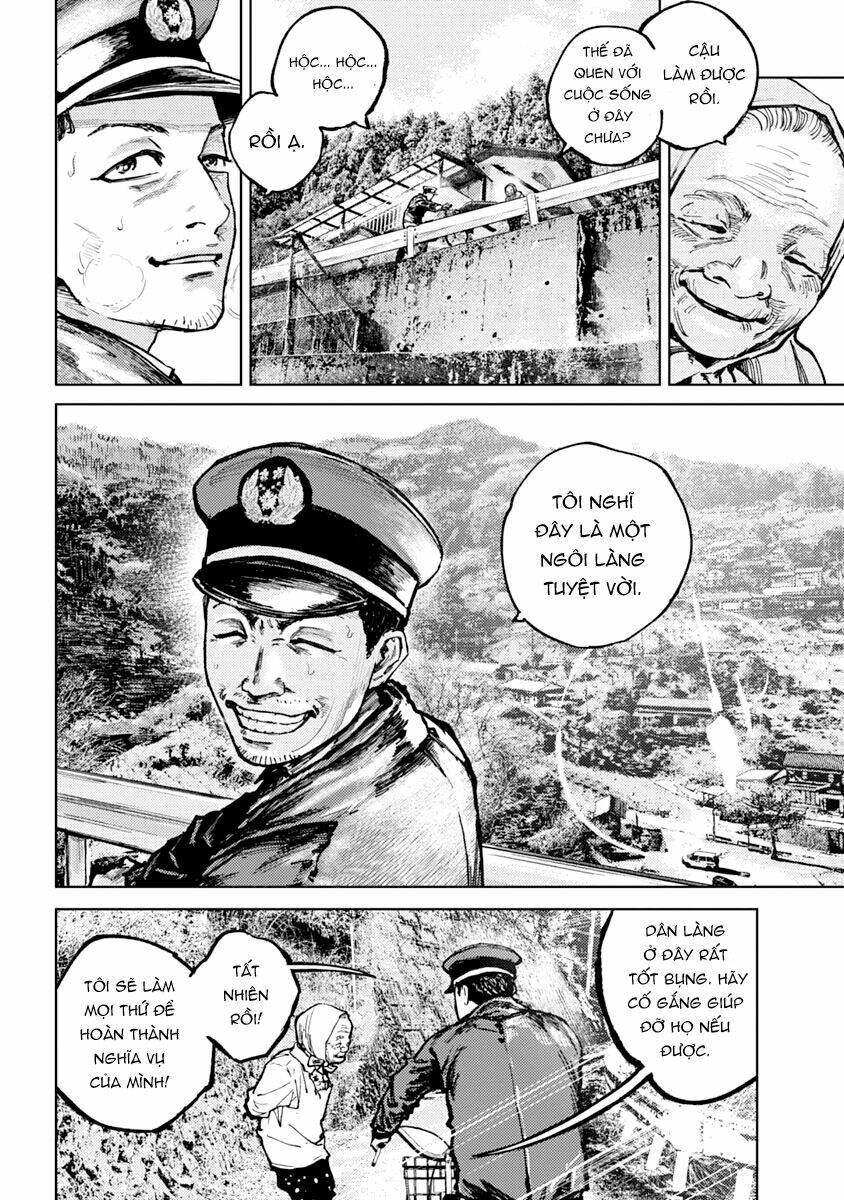 CẬU
LÀM ĐƯỢC
RỒI.
THẾ ĐÃ
QUEN VỚI
CUỘC SỐNG
Ở ĐÂY
CHƯA?
HỘC... HỘC...
HỘC...
RỒI Ạ.
TÔI NGHĨ
ĐÂY LÀ MỘT
NGÔI LÀNG
TUYỆT VỜI.
DÂN LÀNG
Ở ĐÂY RẤT
TỐT BỤNG. HÃY
CỐ GẮNG GIÚP
ĐỠ HỌ NẾU
ĐƯỢC.
TẤT
NHIÊN
RỒI!
TÔI SẼ LÀM
MỌI THỨ ĐỂ
HOÀN THÀNH
NGHĨA VỤ
CỦA MÌNH!